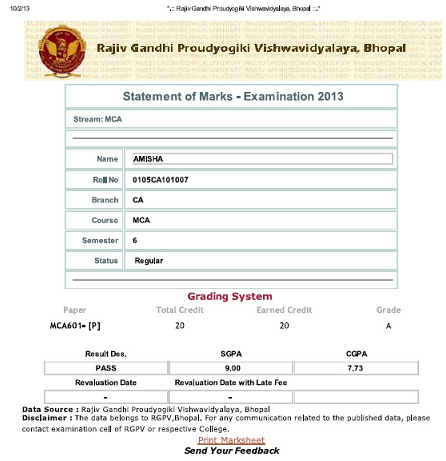 10/2/13 ".:: Rajiv Gandhi Proudyogiki Vishwavidyalaya, Bhopal ::."
Rajiv Gandhi Proudyogiki Vishwavidyalaya, Bhopal
Statement of Marks - Examination 2013
Stream: MCA
Name AMISHA
Roll No 0105CA101007
Branch CA
Course MCA
Semester 6
Status Regular
Grading System
Paper Total Credit Earned Credit Grade
MCA601- [P] 20 20 A
Result Des. SGPA CGPA
PASS 9.00 7.73
Revaluation Date Revaluation Date with Late Fee
- -
Data Source : Rajiv Gandhi Proudyogiki Vishwavidyalaya, Bhopal
Disclaimer : The data belongs to RGPV,Bhopal. For any communication related to the published data, please
contact examination cell of RGPV or respective College.
Print Marksheet
Send Your Feedback